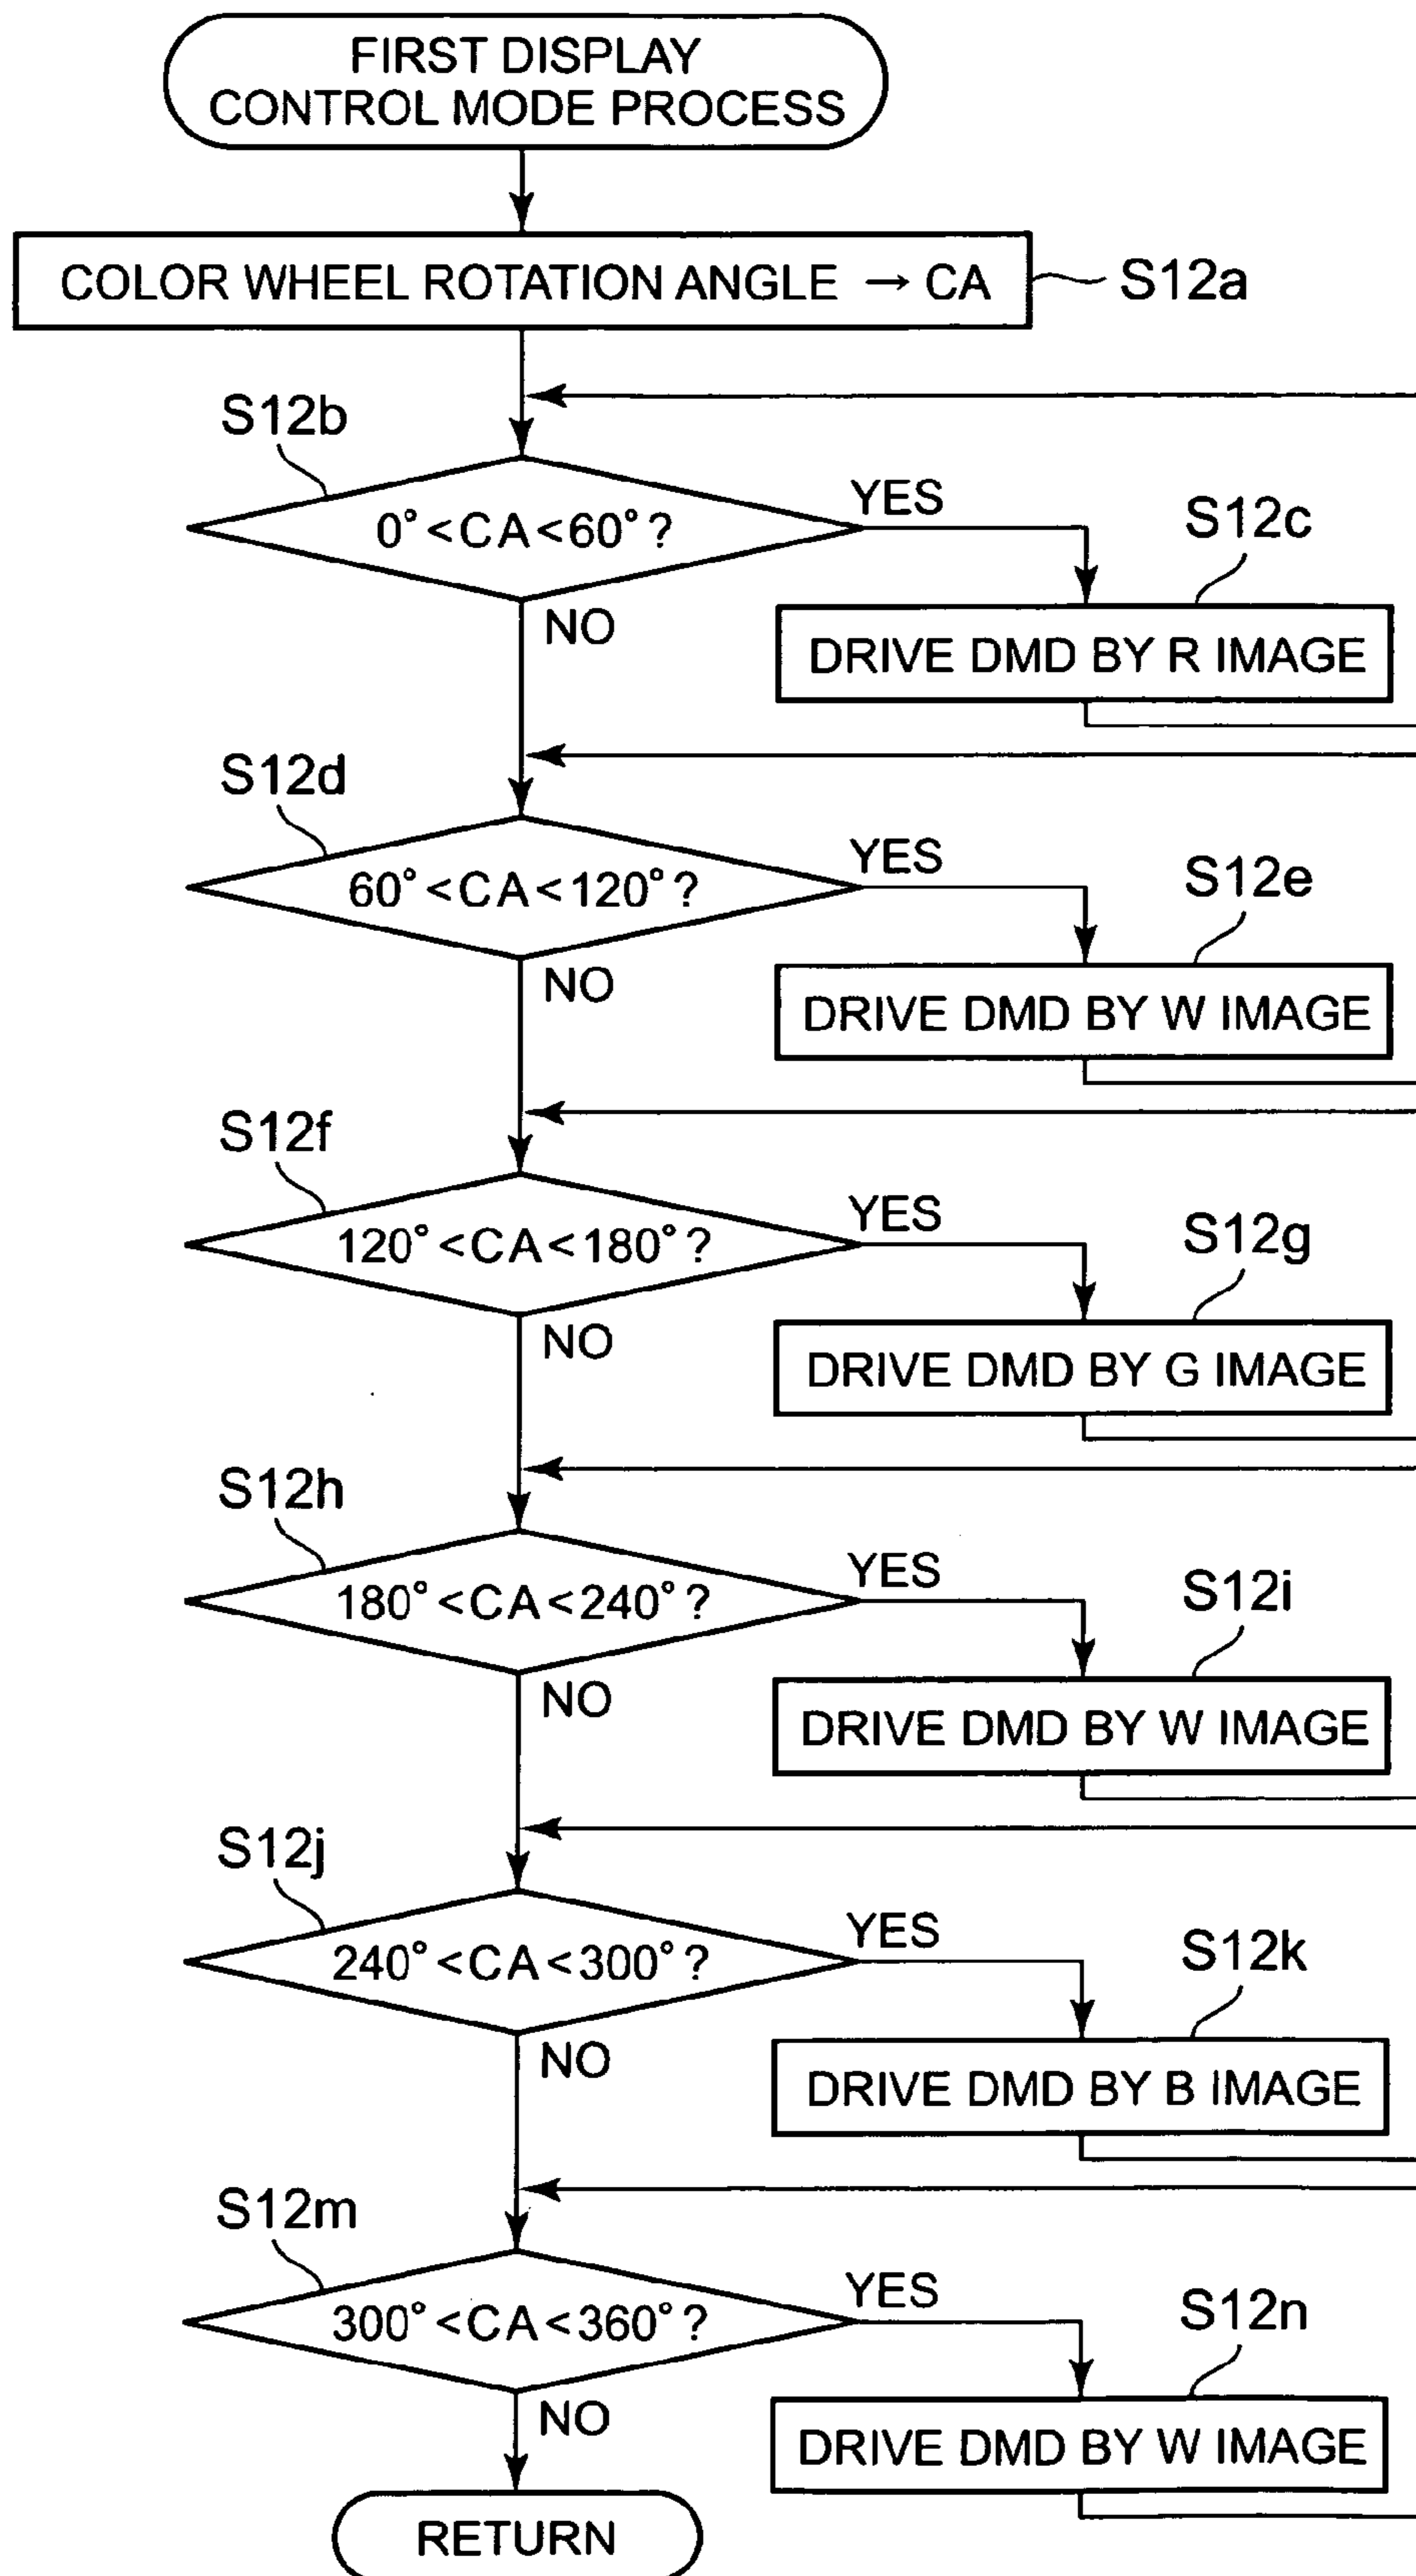 FIRST DISPLAY
CONTROL MODE PROCESS
COLOR WHEEL ROTATION ANGLE → CA
S12a
S12b
0° < CA < 60° ?
YES
NO
S12c
DRIVE DMD BY R IMAGE
S12d
60° < CA < 120° ?
YES
NO
S12e
DRIVE DMD BY W IMAGE
S12f
120° < CA < 180° ?
YES
NO
S12g
DRIVE DMD BY G IMAGE
S12h
180° < CA < 240° ?
YES
NO
S12i
DRIVE DMD BY W IMAGE
S12j
240° < CA < 300° ?
YES
NO
S12k
DRIVE DMD BY B IMAGE
S12m
300° < CA < 360° ?
YES
NO
S12n
DRIVE DMD BY W IMAGE
RETURN